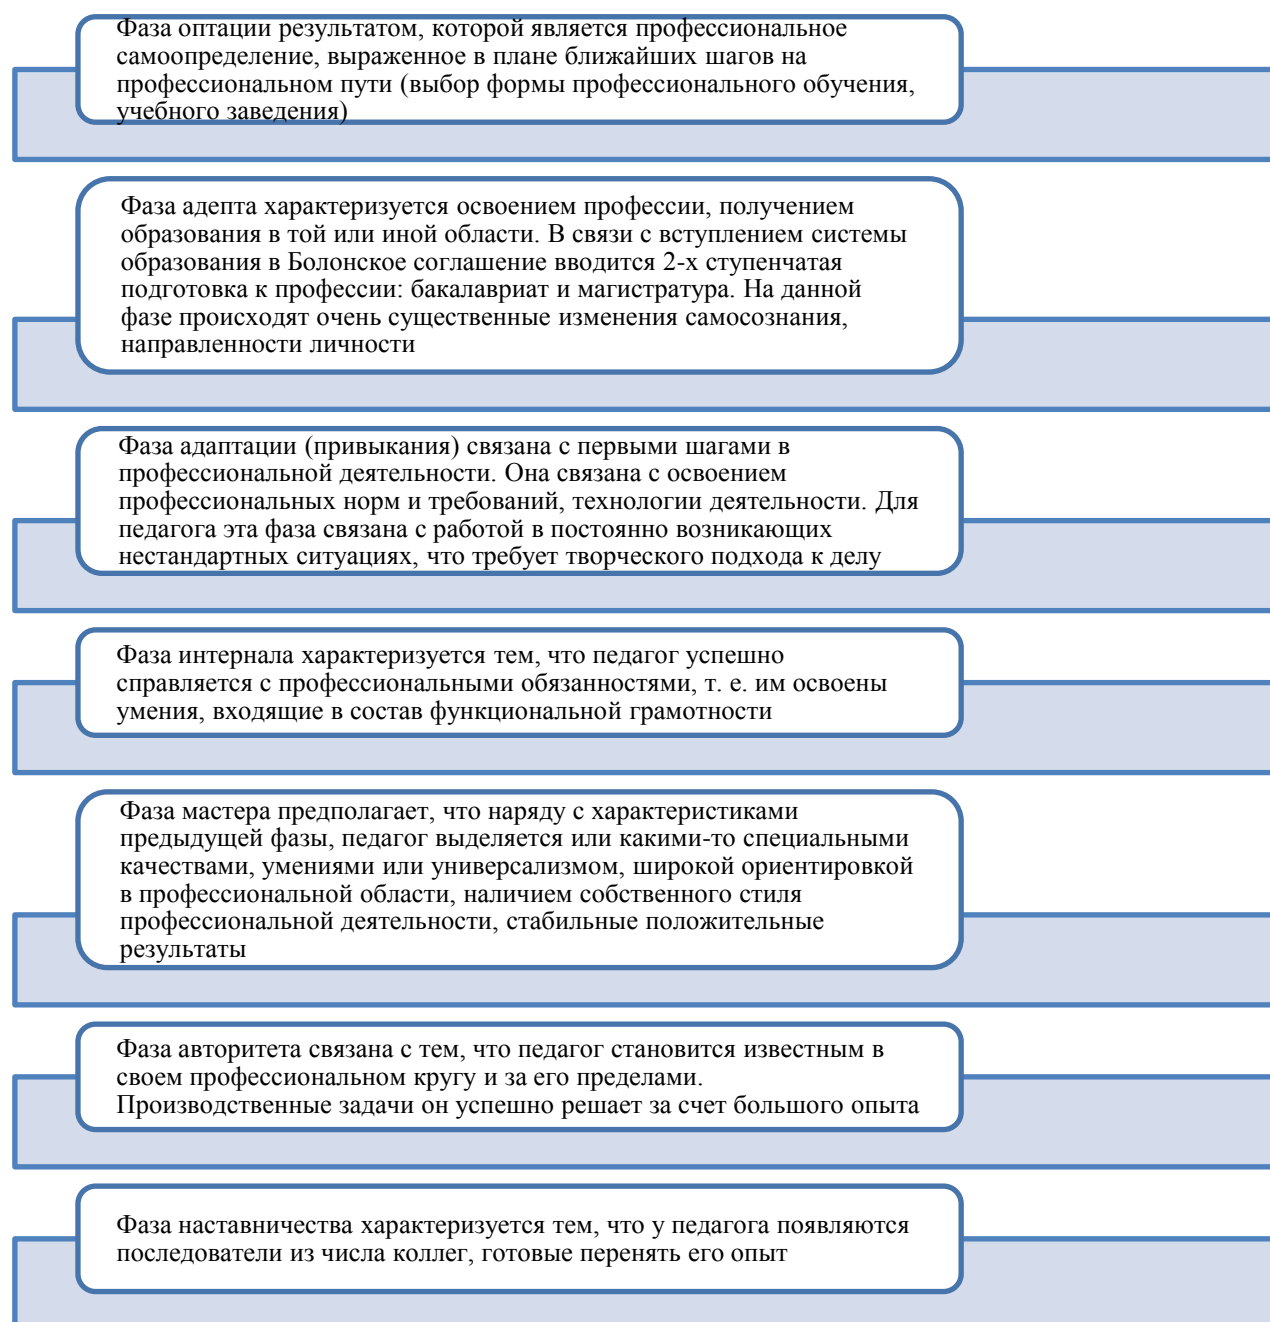 Фаза оптации результатом, которой является профессиональное
самоопределение, выраженное в плане ближайших шагов на
профессиональном пути (выбор формы профессионального обучения,
учебного заведения)
Фаза адепта характеризуется освоением профессии, получением
образования в той или иной области. В связи с вступлением системы
образования в Болонское соглашение вводится 2-х ступенчатая
подготовка к профессии: бакалавриат и магистратура. На данной
фазе происходят очень существенные изменения самосознания,
направленности личности
Фаза адаптации (привыкания) связана с первыми шагами в
профессиональной деятельности. Она связана с освоением
профессиональных норм и требований, технологии деятельности. Для
педагога эта фаза связана с работой в постоянно возникающих
нестандартных ситуациях, что требует творческого подхода к делу
Фаза интернала характеризуется тем, что педагог успешно
справляется с профессиональными обязанностями, т. е. им освоены
умения, входящие в состав функциональной грамотности
Фаза мастера предполагает, что наряду с характеристиками
предыдущей фазы, педагог выделяется или какими-то специальными
качествами, умениями или универсализмом, широкой ориентировкой
в профессиональной области, наличием собственного стиля
профессиональной деятельности, стабильные положительные
результаты
Фаза авторитета связана с тем, что педагог становится известным в
своем профессиональном кругу и за его пределами.
Производственные задачи он успешно решает за счет большого опыта
Фаза наставничества характеризуется тем, что у педагога появляются
последователи из числа коллег, готовые перенять его опыт